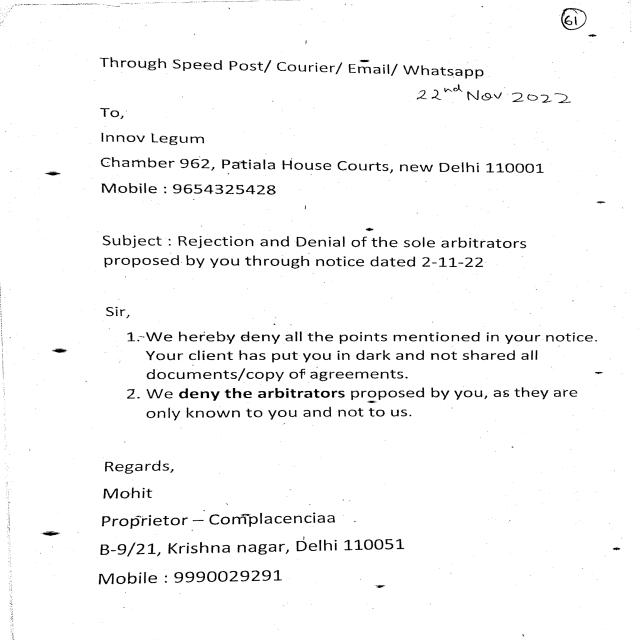 61
Through Speed Post/ Courier/ Email/ Whatsapp
22nd Nov 2022
To,
Innov Legum
Chamber 962, Patiala House Courts, new Delhi 110001
Mobile : 9654325428
Subject : Rejection and Denial of the sole arbitrators
proposed by you through notice dated 2-11-22
Sir,
1. We hereby deny all the points mentioned in your notice.
Your client has put you in dark and not shared all
documents/copy of agreements.
2. We deny the arbitrators proposed by you, as they are
only known to you and not to us.
Regards,
Mohit
Proprietor – Complacenciaa
B-9/21, Krishna nagar, Delhi 110051
Mobile : 9990029291